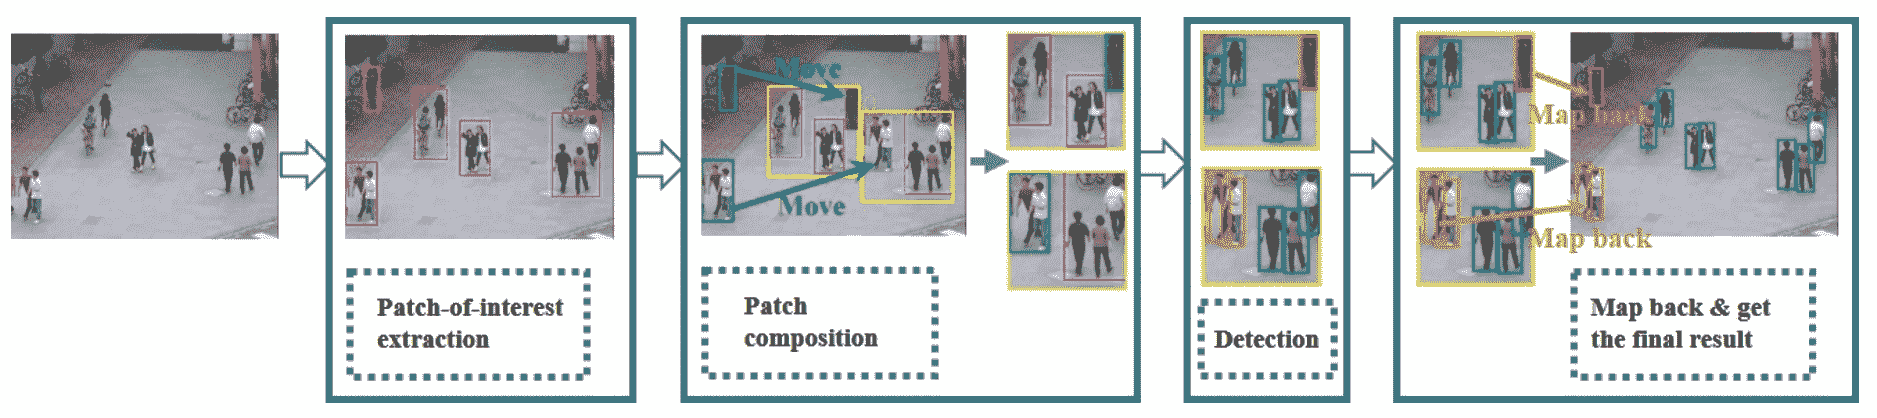 Patch-of-interest
extraction
Move
Move
Patch
composition
Detection
Map back
Map back
Map back & get
the final result